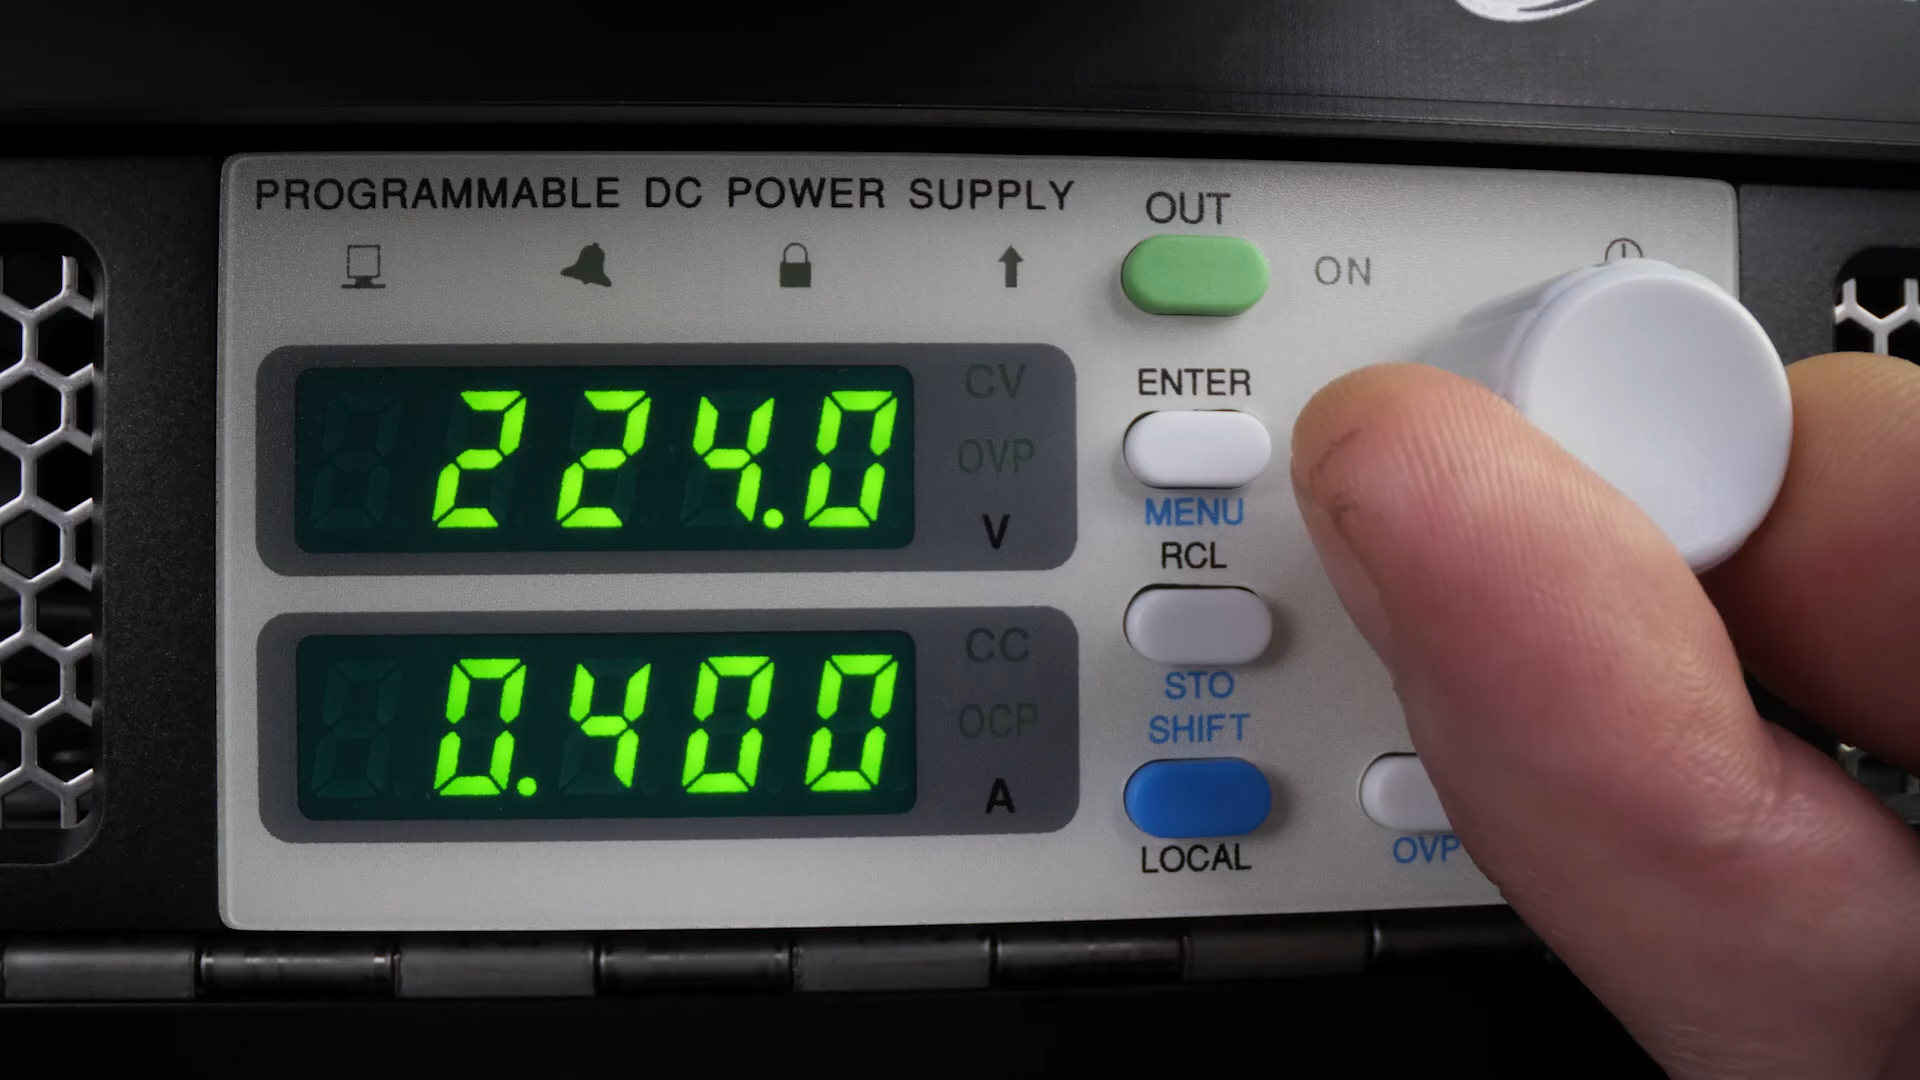 PROGRAMMABLE DC POWER SUPPLY
OUT
ON
224.0
CV
OVP
V
ENTER
MENU
RCL
0.400
CC
OCP
A
STO
SHIFT
LOCAL
OVP